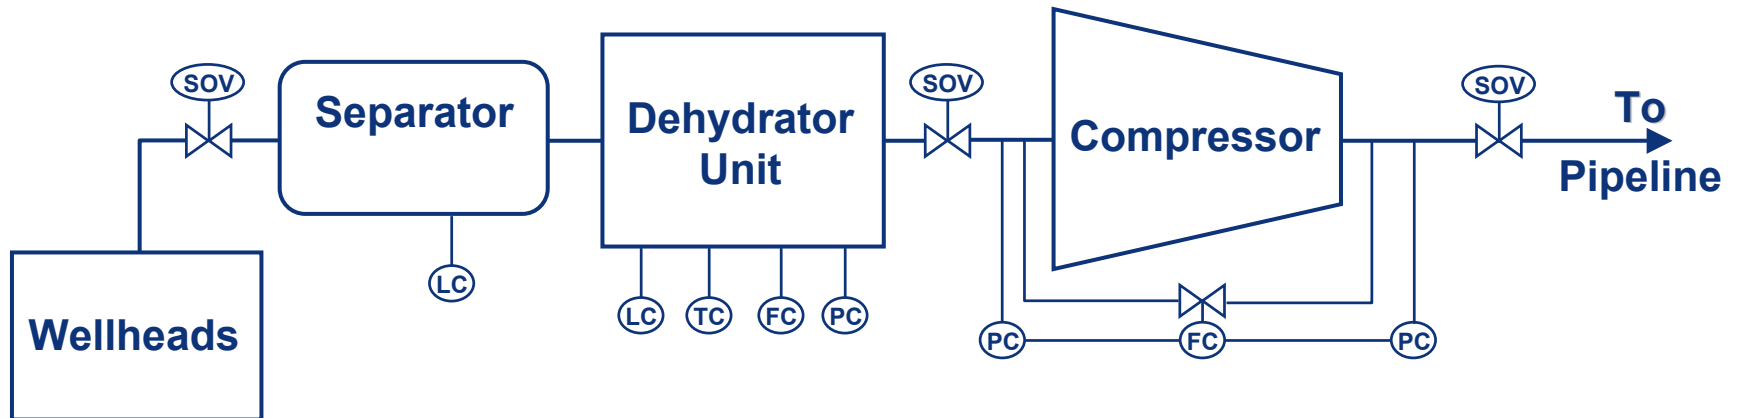 SOV
Separator
LC
Wellheads
Dehydrator
Unit
LC
TC
FC
PC
SOV
Compressor
PC
FC
PC
SOV
To
Pipeline